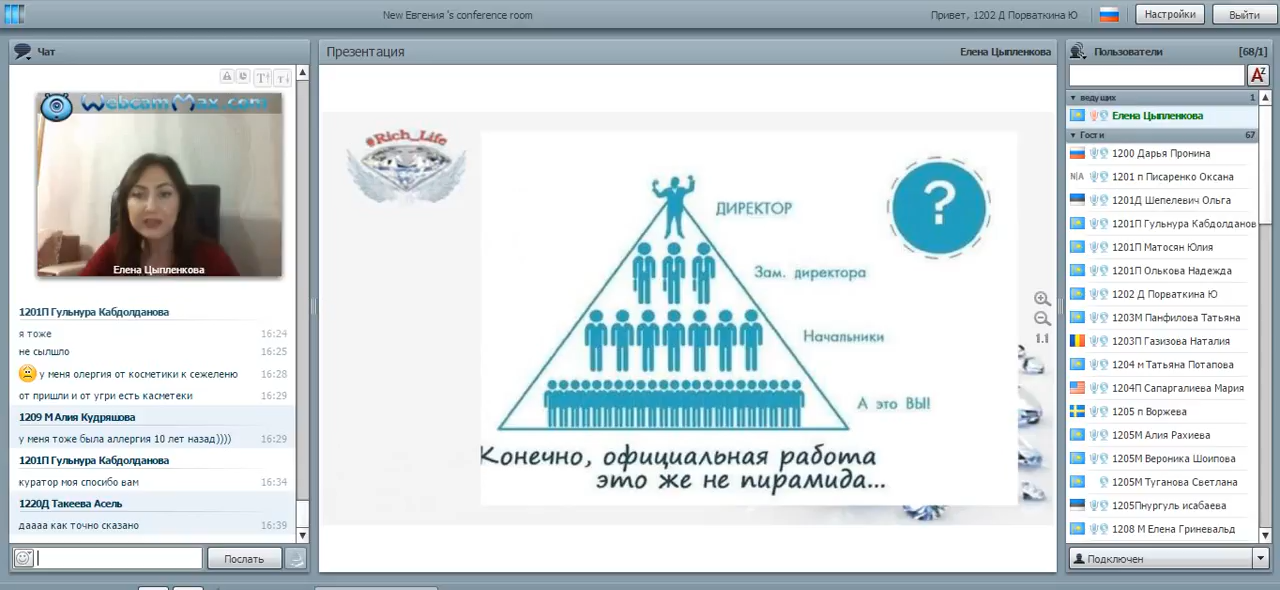 New Евгения 's conference room
Привет, 1202 Д Порваткина Ю
Настройки
Выйти
Чат
WebcamMax.com
Елена Цыпленкова
1201П Гульнура Кабдолданова
я тоже 16:24
не сылшло 16:25
у меня олергия от косметики к сежеленю 16:28
от пришли и от угри есть касметеки 16:29
1209 М Алия Кудряшова
у меня тоже была аллергия 10 лет назад)))) 16:29
1201П Гульнура Кабдолданова
куратор моя спосибо вам 16:34
1220Д Такеева Асель
даааа как точно сказано 16:39
Послать
Презентация
Елена Цыпленкова
#Rich_Life
?
ДИРЕКТОР
Зам. директора
Начальники
А это ВЫ!
Конечно, официальная работа
это же не пирамида...
1.1
Пользователи [68/1]
ведущих 1
Елена Цыпленкова
Гости 67
1200 Дарья Пронина
N/A 1201 п Писаренко Оксана
1201Д Шепелевич Ольга
1201П Гульнура Кабдолданов
1201П Матосян Юлия
1201П Олькова Надежда
1202 Д Порваткина Ю
1203М Панфилова Татьяна
1203П Газизова Наталия
1204 м Татьяна Потапова
1204П Сапаргалиева Мария
1205 п Воржева
1205М Алия Рахиева
1205М Вероника Шоипова
1205М Туганова Светлана
1205Пнургуль исабаева
1208 М Елена Гриневальд
Подключен